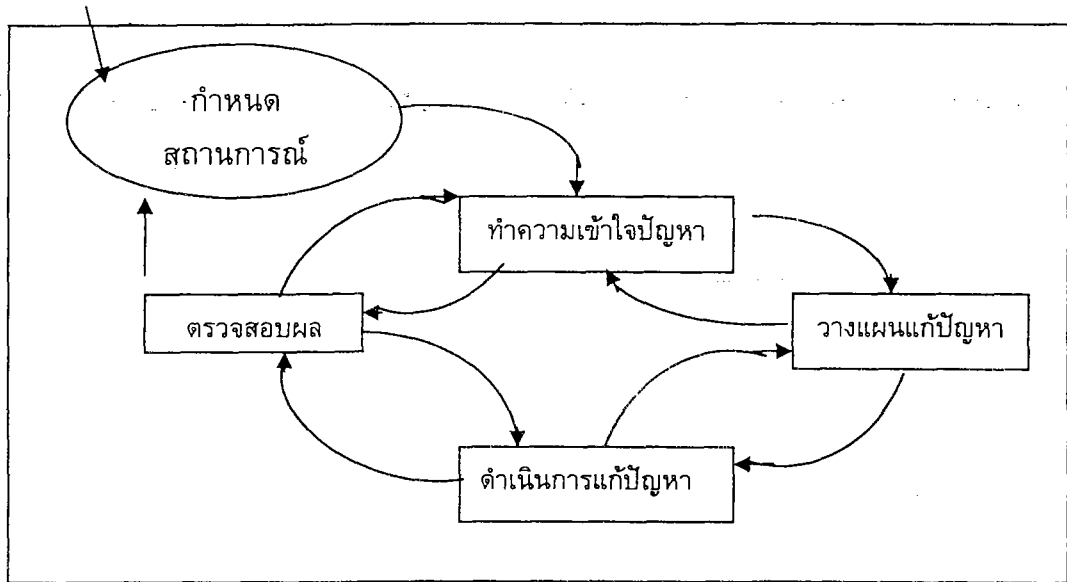 กำหนด
สถานการณ์
ทำความเข้าใจปัญหา
ตรวจสอบผล
วางแผนแก้ปัญหา
ดำเนินการแก้ปัญหา